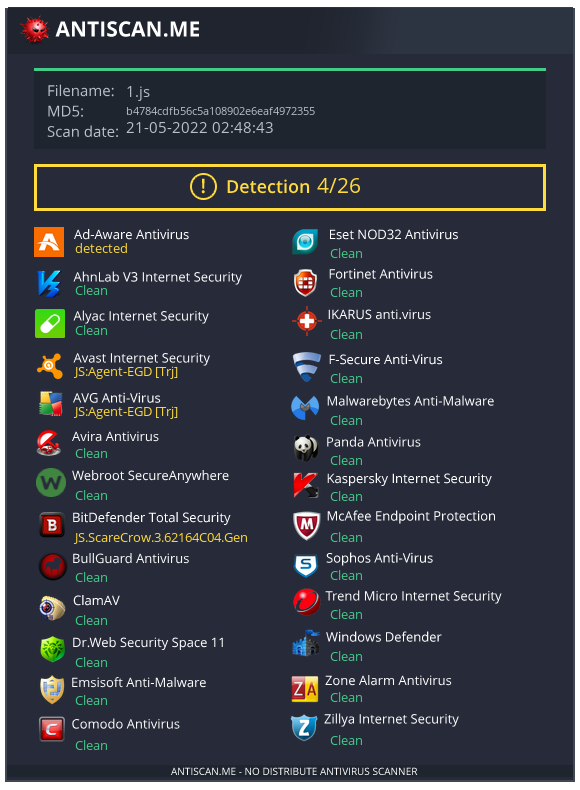 ANTISCAN.ME
Filename: 1.js
MD5: b4784cdfb56c5a108902e6eaf4972355
Scan date: 21-05-2022 02:48:43
! Detection 4/26
Ad-Aware Antivirus
detected
AhnLab V3 Internet Security
Clean
Alyac Internet Security
Clean
Avast Internet Security
JS:Agent-EGD [Trj]
AVG Anti-Virus
JS:Agent-EGD [Trj]
Avira Antivirus
Clean
W
Webroot SecureAnywhere
Clean
B
BitDefender Total Security
JS.ScareCrow.3.62164C04.Gen
BullGuard Antivirus
Clean
ClamAV
Clean
Dr.Web Security Space 11
Clean
Emsisoft Anti-Malware
Clean
C
Comodo Antivirus
Clean
Eset NOD32 Antivirus
Clean
Fortinet Antivirus
Clean
IKARUS anti.virus
Clean
F-Secure Anti-Virus
Clean
Malwarebytes Anti-Malware
Clean
Panda Antivirus
Clean
Kaspersky Internet Security
Clean
McAfee Endpoint Protection
Clean
S
Sophos Anti-Virus
Clean
Trend Micro Internet Security
Clean
Windows Defender
Clean
ZA
Zone Alarm Antivirus
Clean
Z
Zillya Internet Security
Clean
ANTISCAN.ME - NO DISTRIBUTE ANTIVIRUS SCANNER